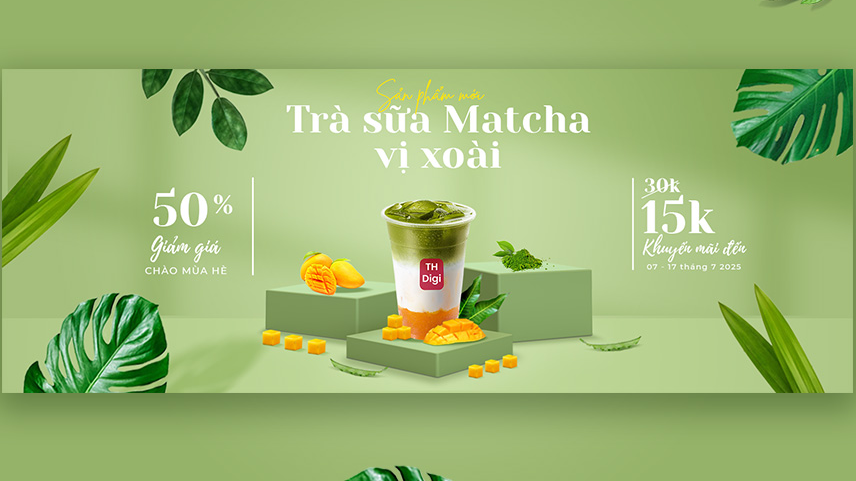 Sản phẩm mới
Trà sữa Matcha
vị xoài
50%
Giảm giá
CHÀO MÙA HÈ
TH
Digi
30k
15k
Khuyến mãi đến
07 - 17 tháng 7 2025